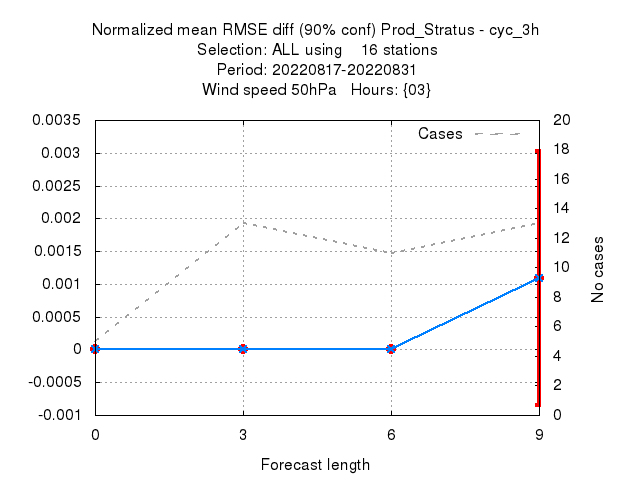 Normalized mean RMSE diff (90% conf) Prod_Stratus - cyc_3h
Selection: ALL using    16 stations
Period: 20220817-20220831
Wind speed 50hPa   Hours: {03}
Cases
0.0035
0.003
0.0025
0.002
0.0015
0.001
0.0005
0
-0.0005
-0.001
20
18
16
14
12
10
8
6
4
2
0
No cases
0 3 6 9
Forecast length